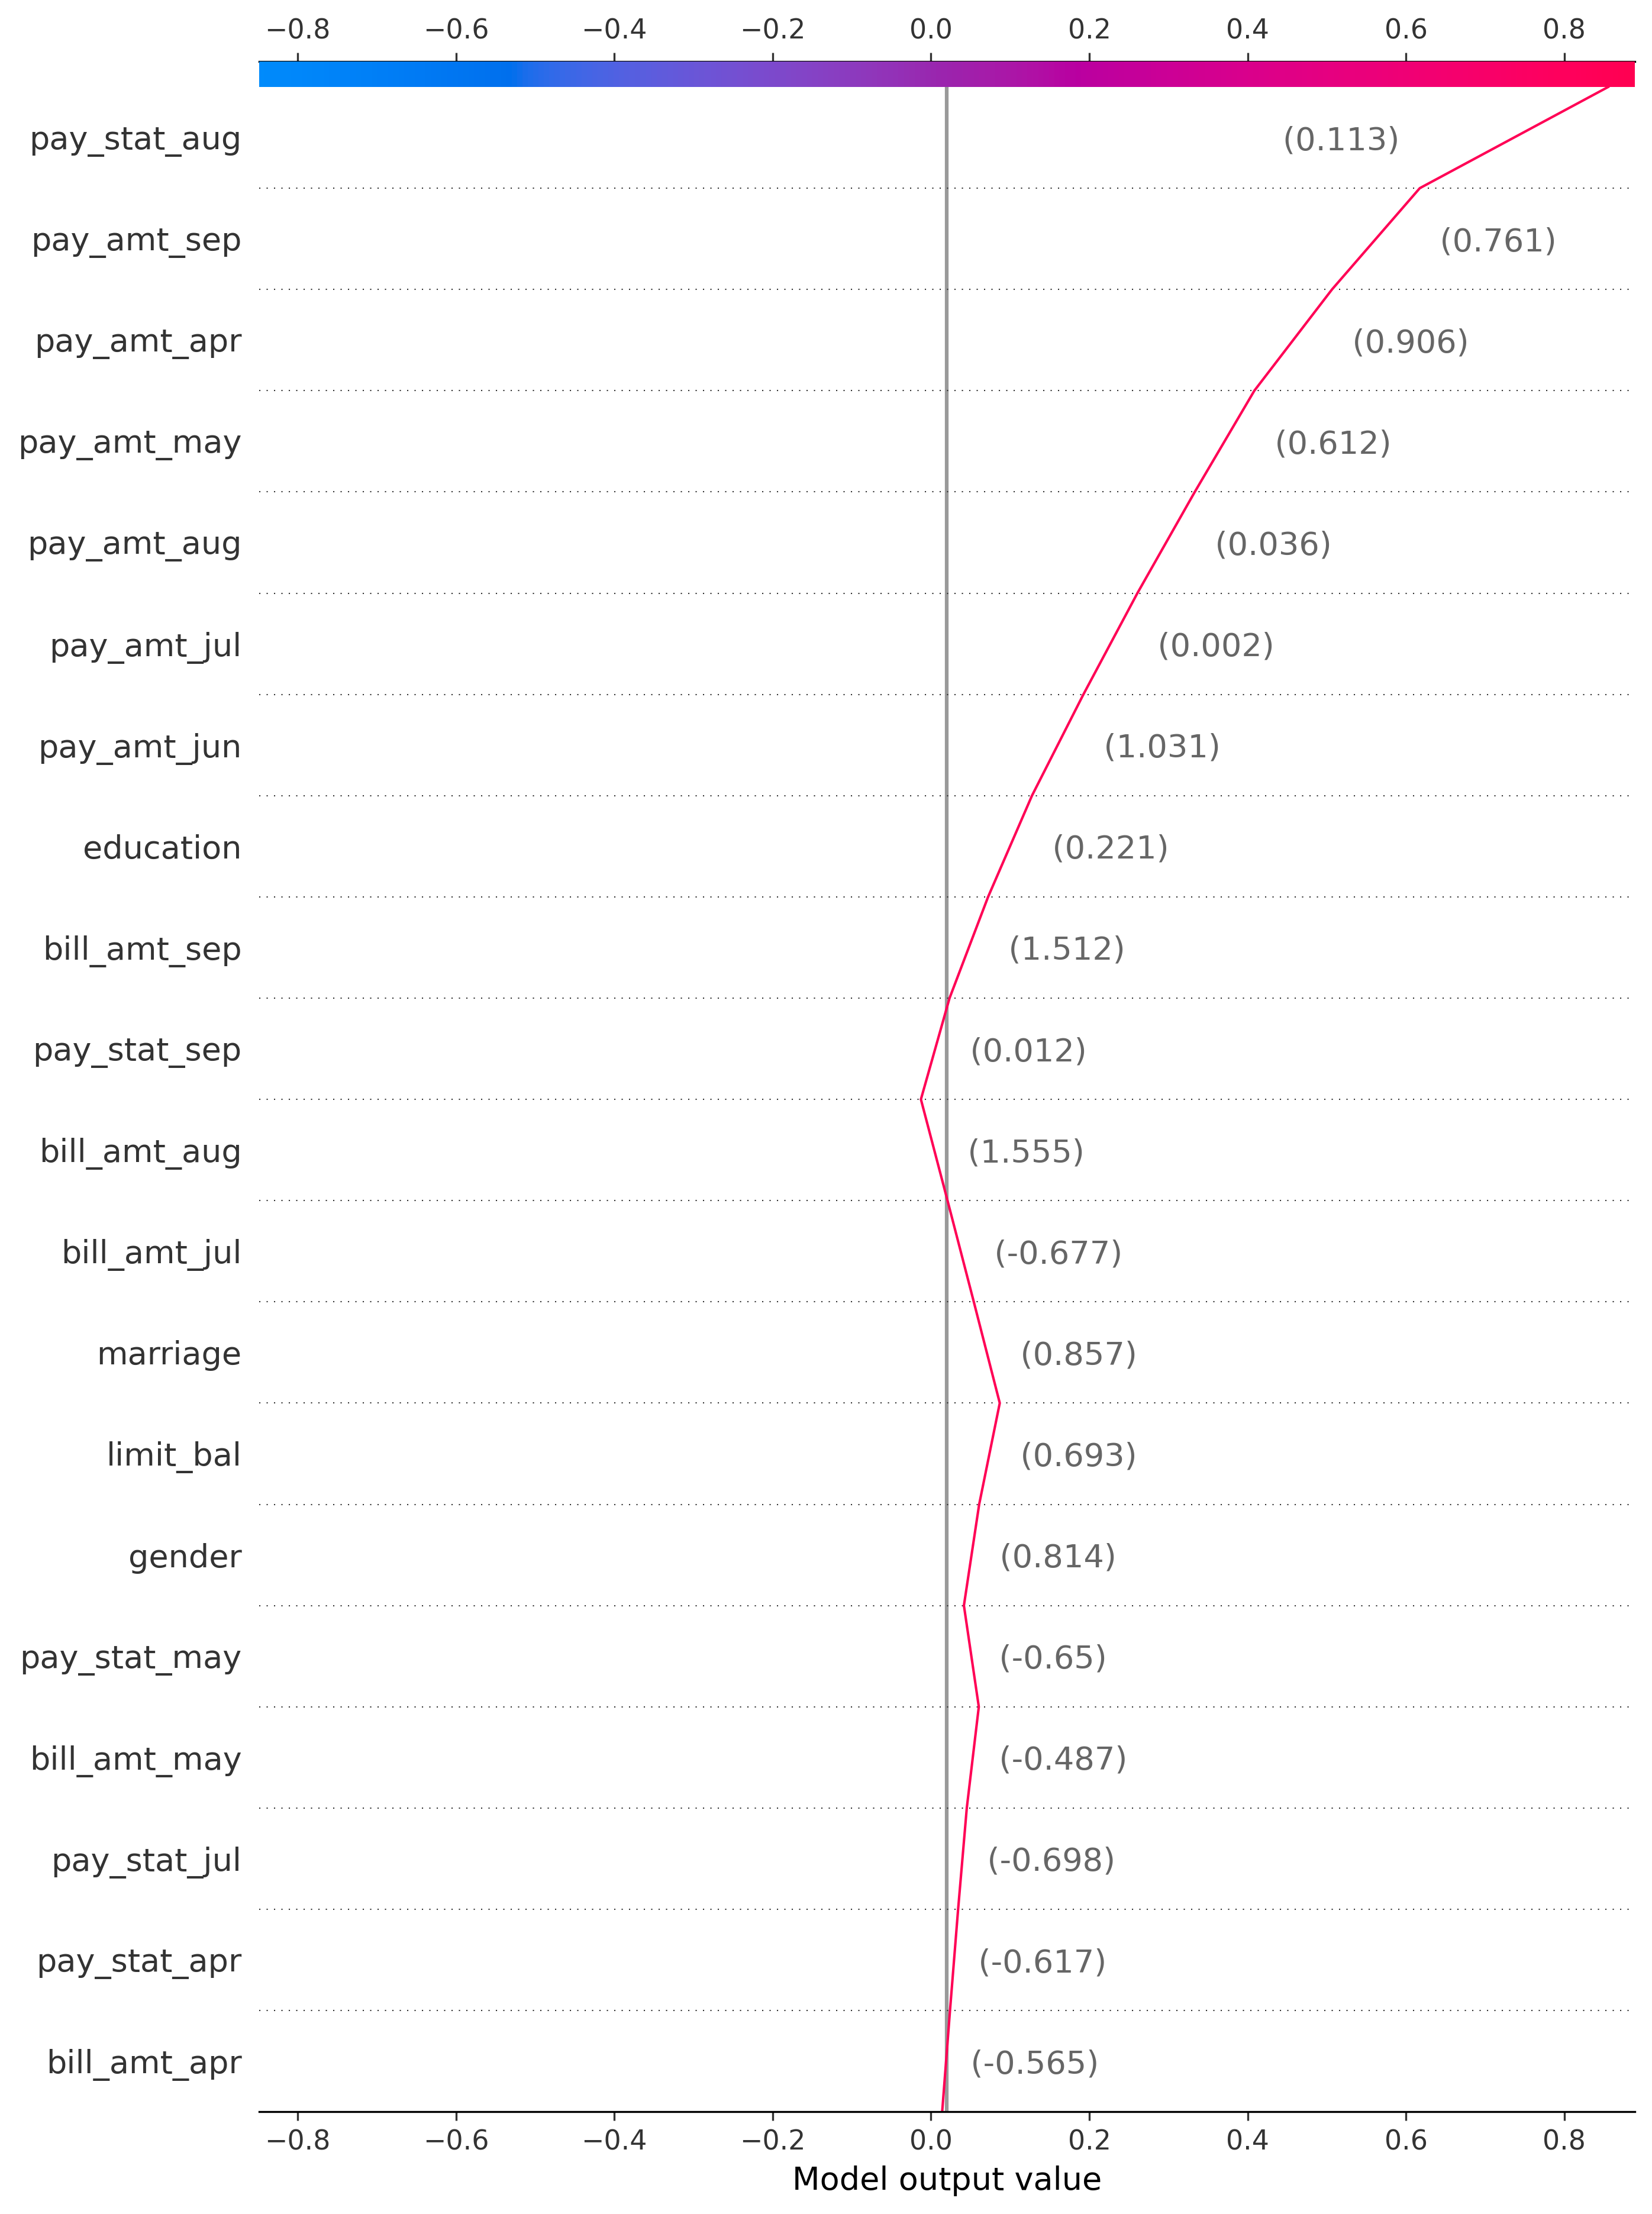 −0.8 −0.6 −0.4 −0.2 0.0 0.2 0.4 0.6 0.8
pay_stat_aug (0.113)
pay_amt_sep (0.761)
pay_amt_apr (0.906)
pay_amt_may (0.612)
pay_amt_aug (0.036)
pay_amt_jul (0.002)
pay_amt_jun (1.031)
education (0.221)
bill_amt_sep (1.512)
pay_stat_sep (0.012)
bill_amt_aug (1.555)
bill_amt_jul (-0.677)
marriage (0.857)
limit_bal (0.693)
gender (0.814)
pay_stat_may (-0.65)
bill_amt_may (-0.487)
pay_stat_jul (-0.698)
pay_stat_apr (-0.617)
bill_amt_apr (-0.565)
−0.8 −0.6 −0.4 −0.2 0.0 0.2 0.4 0.6 0.8
Model output value